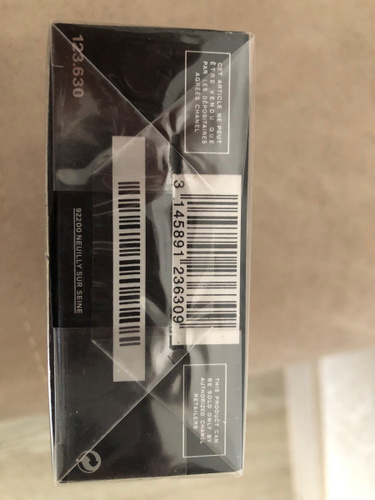 123.630
CET ARTICLE NE PEUT
ÊTRE VENDU QUE
PAR LES DÉPOSITAIRES
AGRÉÉS CHANEL
3 145891 236309
92200 NEUILLY SUR SEINE
THIS PRODUCT CAN
BE SOLD ONLY BY
AUTHORIZED CHANEL
RETAILERS